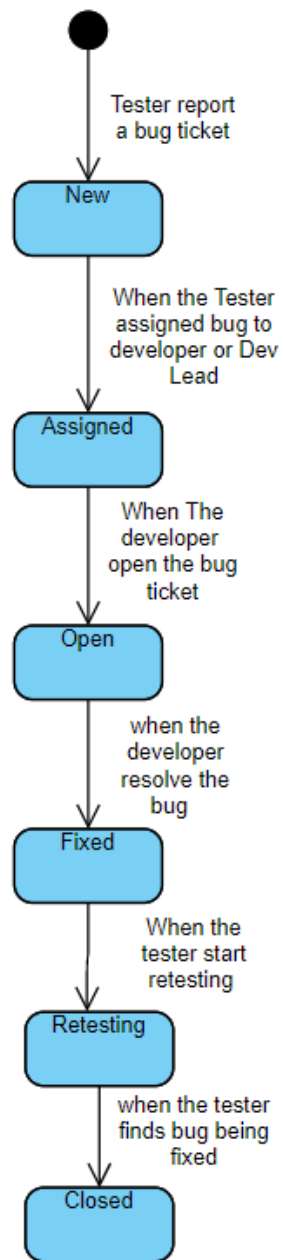 Tester report
a bug ticket
New
When the Tester
assigned bug to
developer or Dev
Lead
Assigned
When The
developer
open the bug
ticket
Open
when the
developer
resolve the
bug
Fixed
When the
tester start
retesting
Retesting
when the tester
finds bug being
fixed
Closed